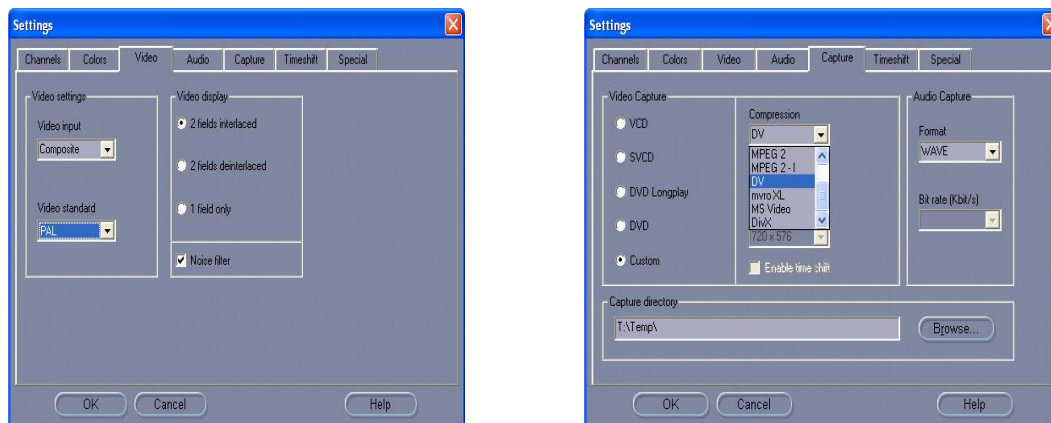 Settings
Channels Colors Video Audio Capture Timeshift Special
Video settings
Video input
Composite
Video standard
PAL
Video display
2 fields interlaced
2 fields deinterlaced
1 field only
Noise filter
OK Cancel Help
Settings
Channels Colors Video Audio Capture Timeshift Special
Video Capture
VCD
SVCD
DVD Longplay
DVD
Custom
Compression
DV
MPEG 2
MPEG 2 - I
DV
mvro XL
MS Video
DivX
720 x 576
Enable time shift
Audio Capture
Format
WAVE
Bit rate (Kbit/s)
Capture directory
T:\Temp\
Browse...
OK Cancel Help